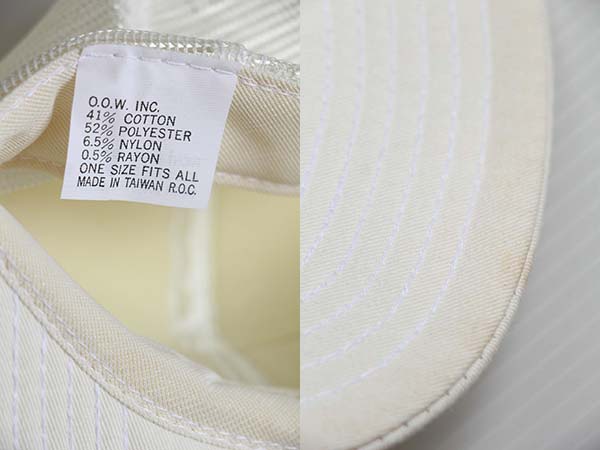 O.O.W. INC.
41% COTTON
52% POLYESTER
6.5% NYLON
0.5% RAYON
ONE SIZE FITS ALL
MADE IN TAIWAN R.O.C.